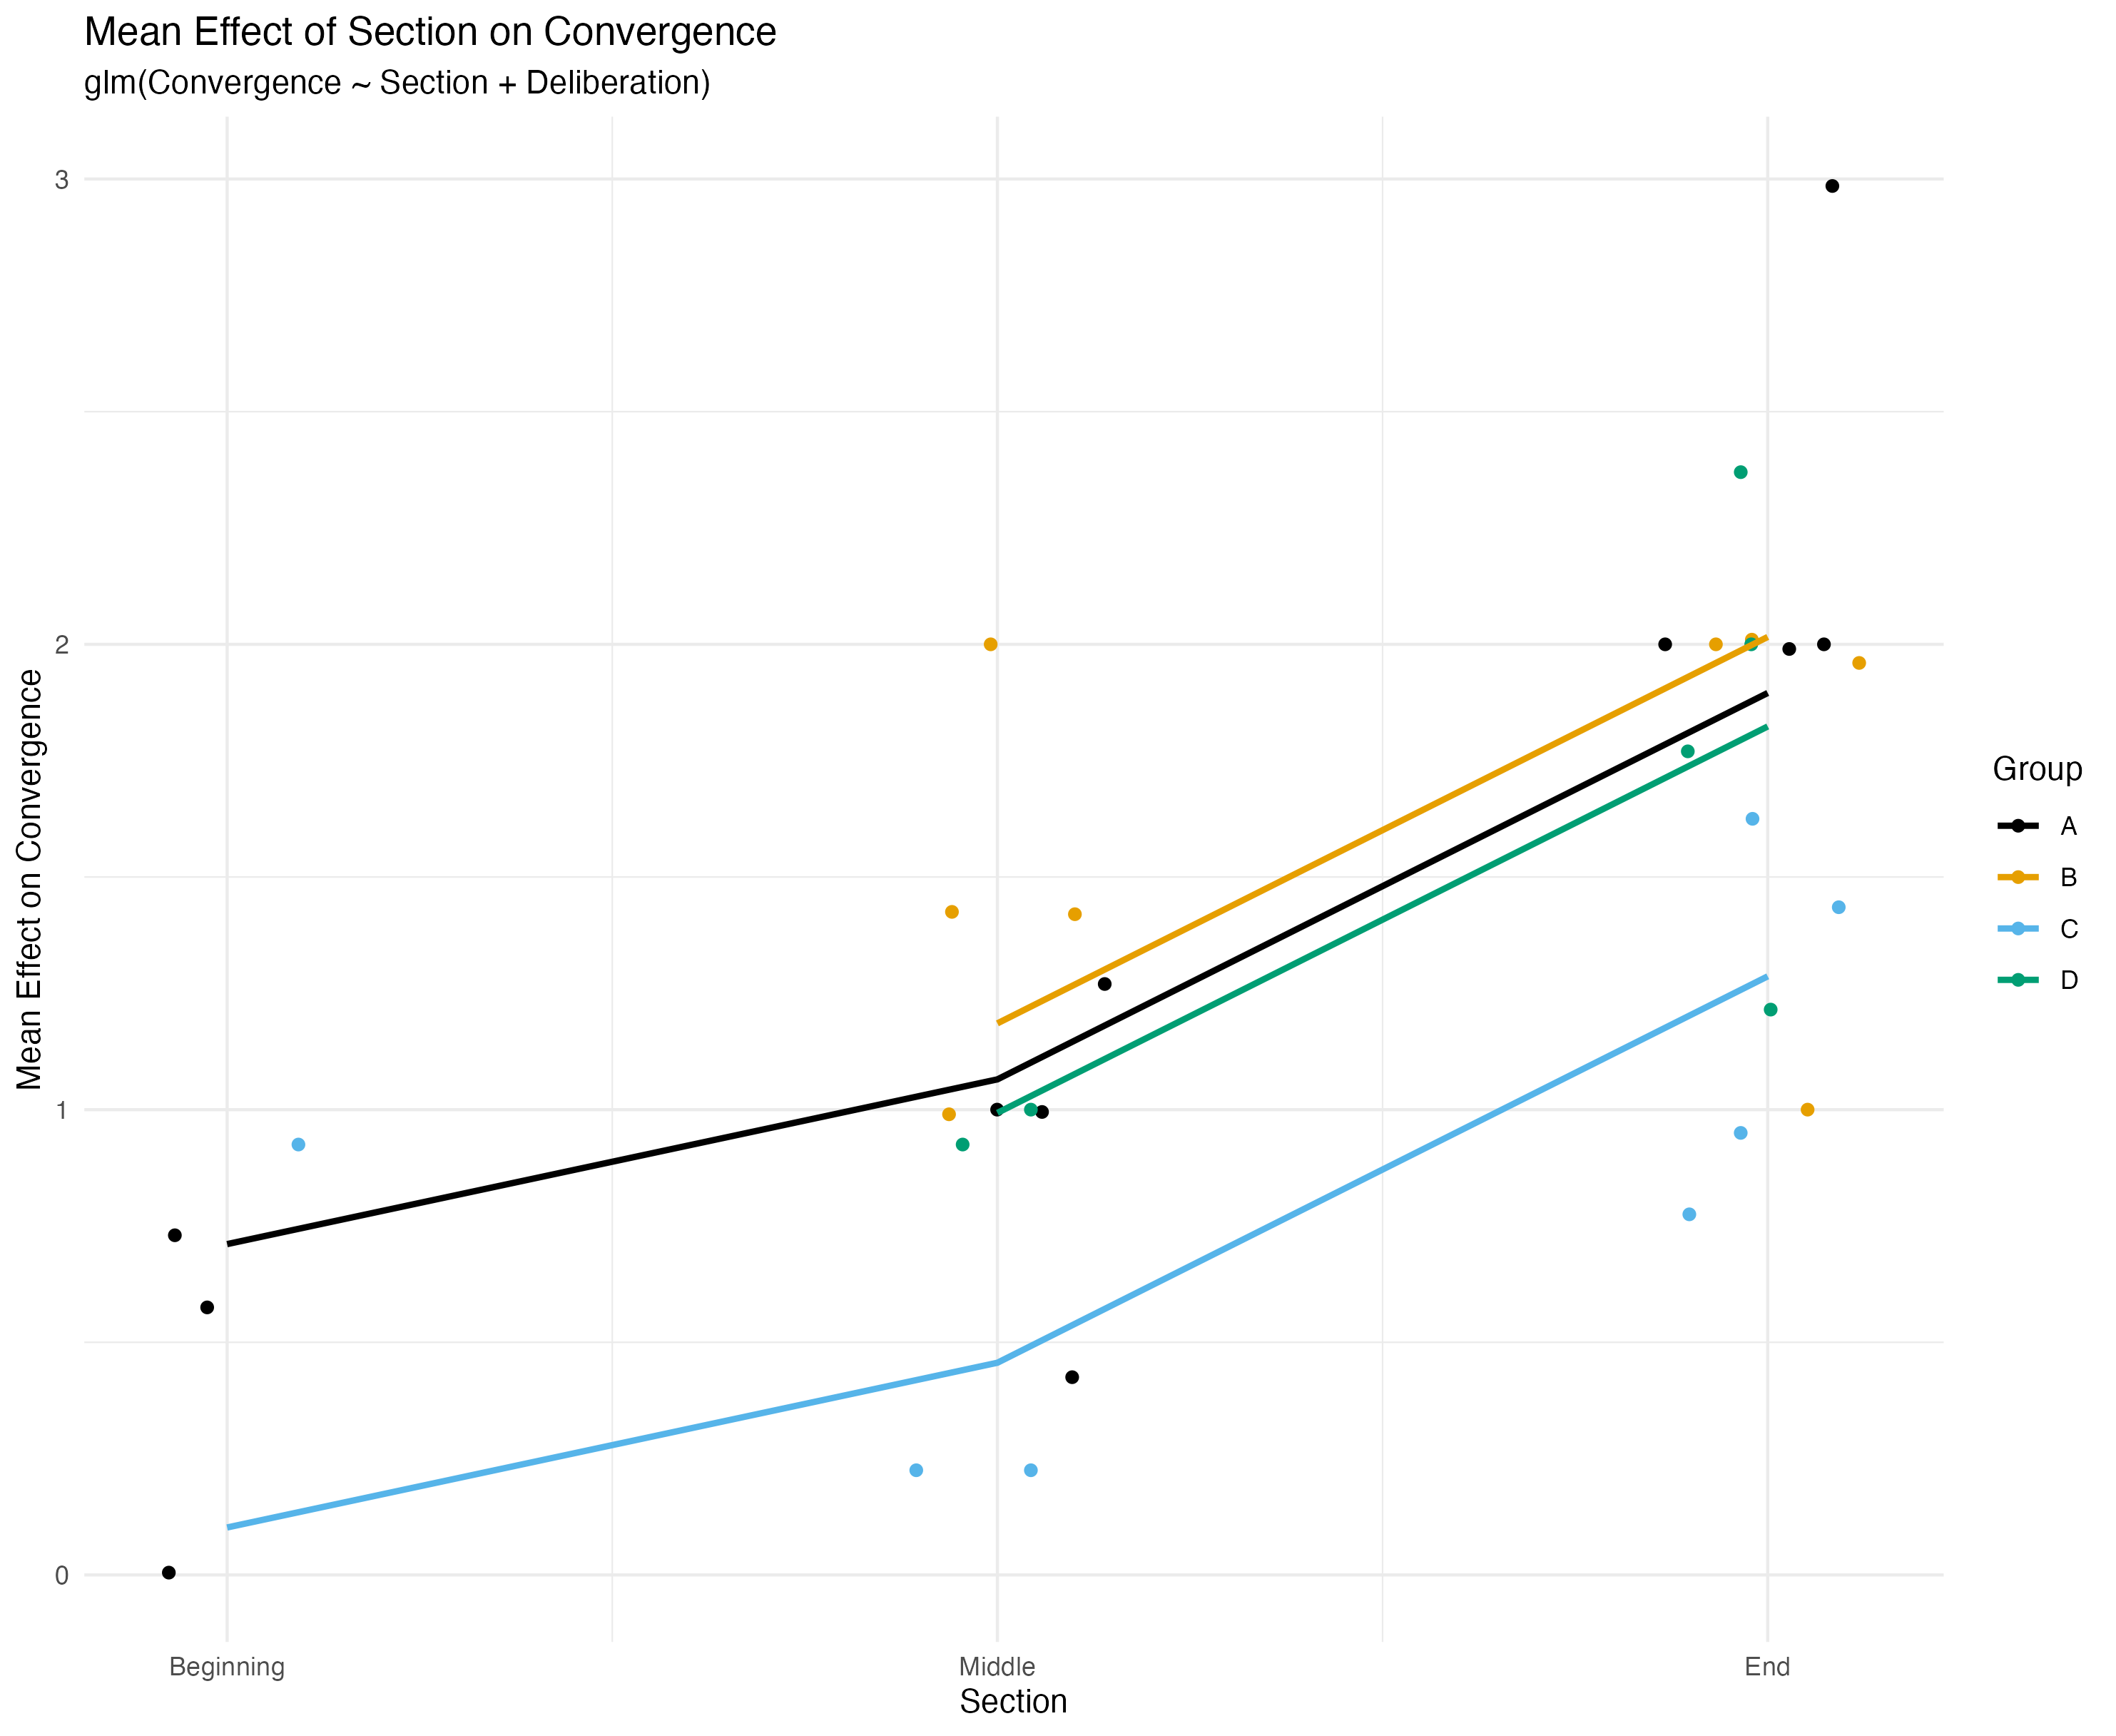 Mean Effect of Section on Convergence
glm(Convergence ~ Section + Deliberation)
Mean Effect on Convergence
3
2
1
0
Beginning
Middle
End
Section
Group
A
B
C
D